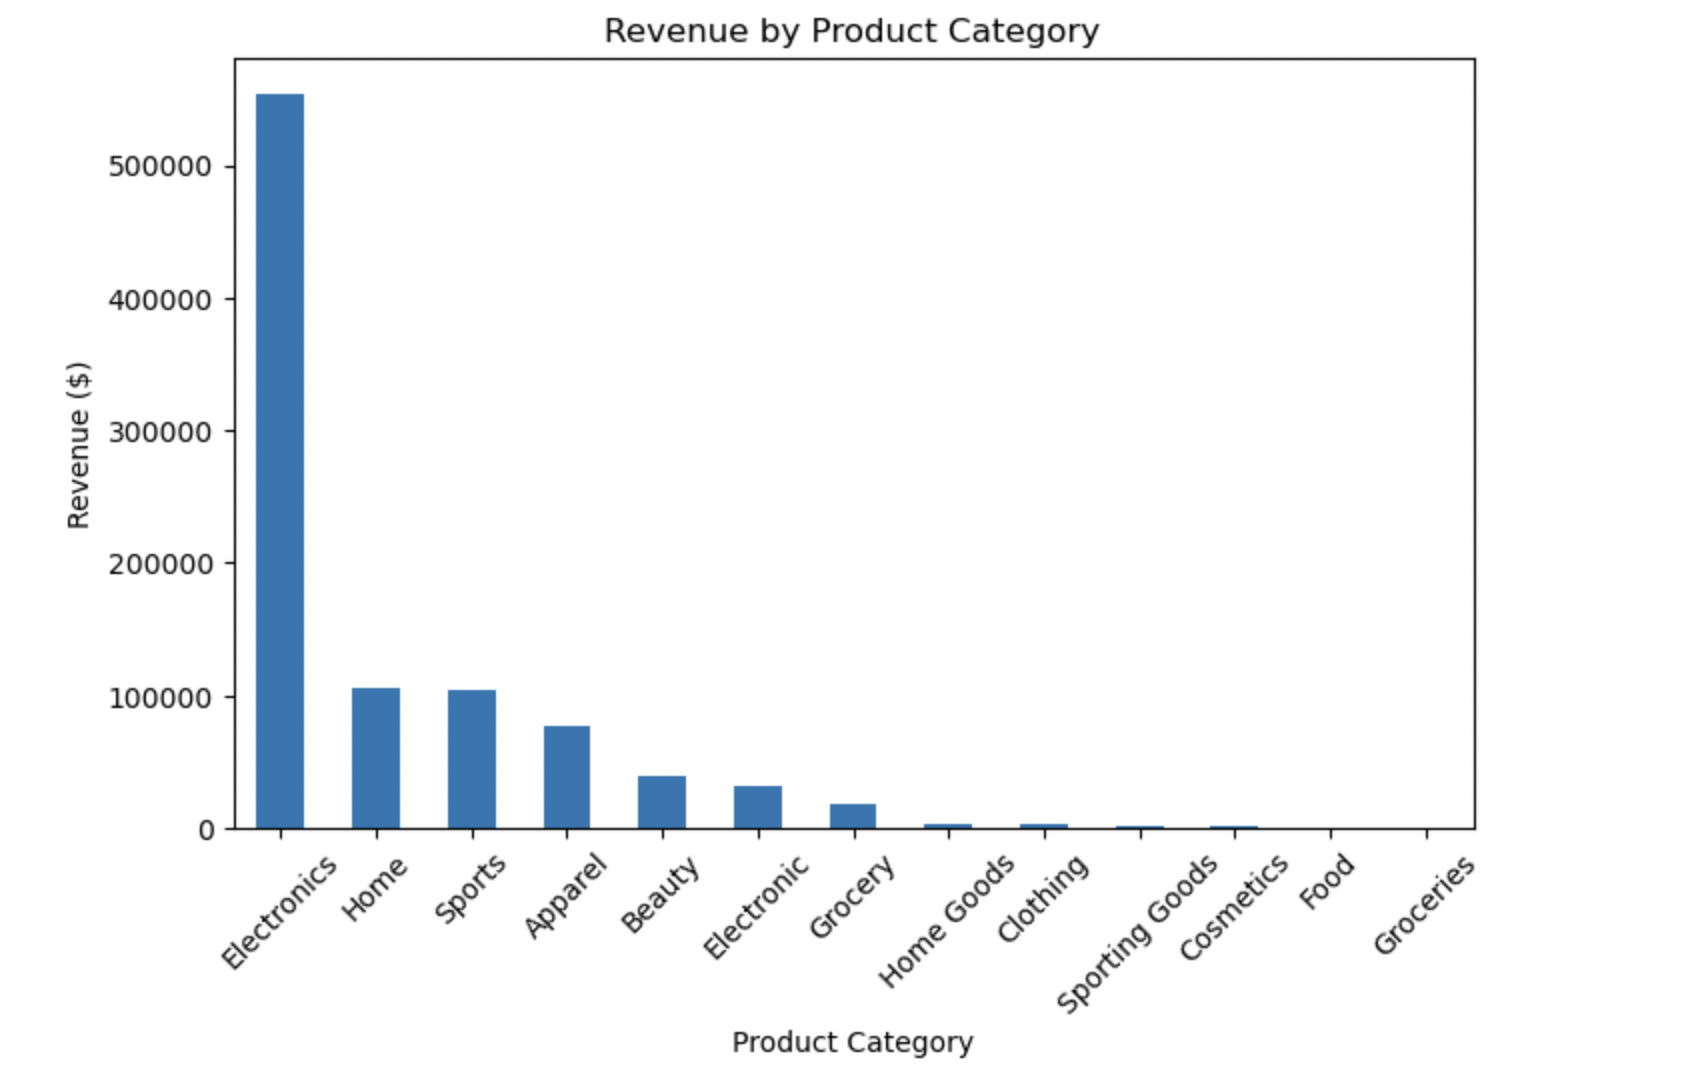 Revenue by Product Category
Revenue ($)
500000
400000
300000
200000
100000
0
Electronics
Home
Sports
Apparel
Beauty
Electronic
Grocery
Home Goods
Clothing
Sporting Goods
Cosmetics
Food
Groceries
Product Category